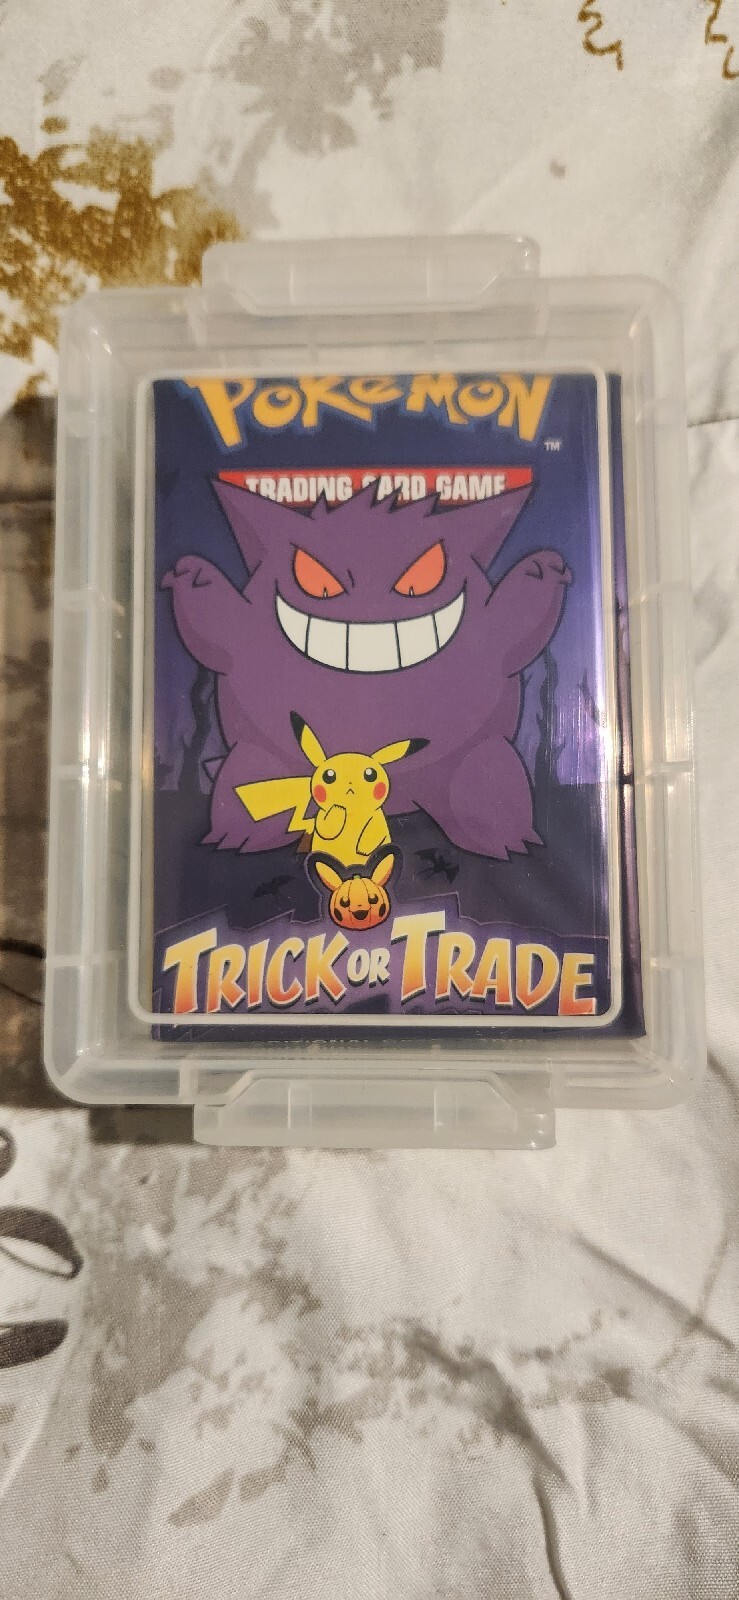 POKéMON
TM
TRADING CARD GAME
TRICK OR TRADE